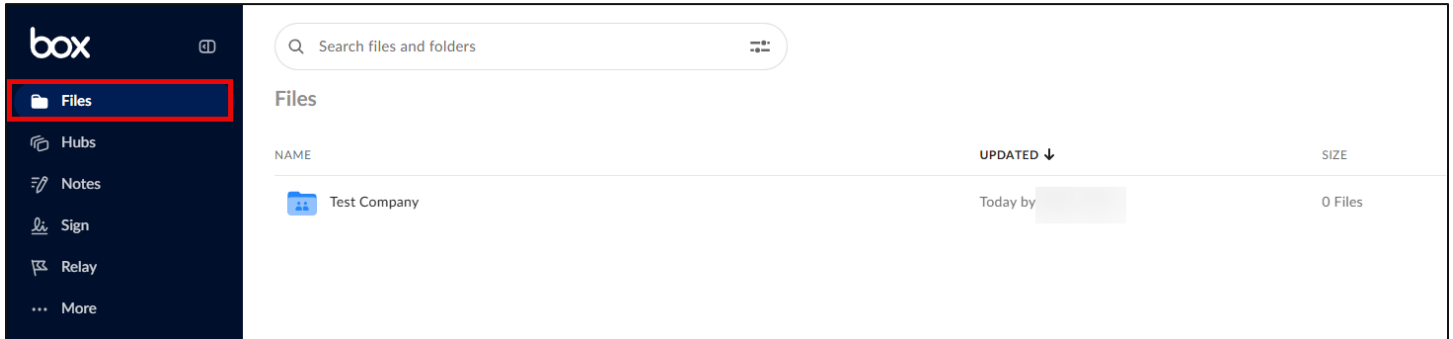 box
Files
Hubs
Notes
Sign
Relay
More
Search files and folders
Files
NAME UPDATED SIZE
Test Company Today by 0 Files